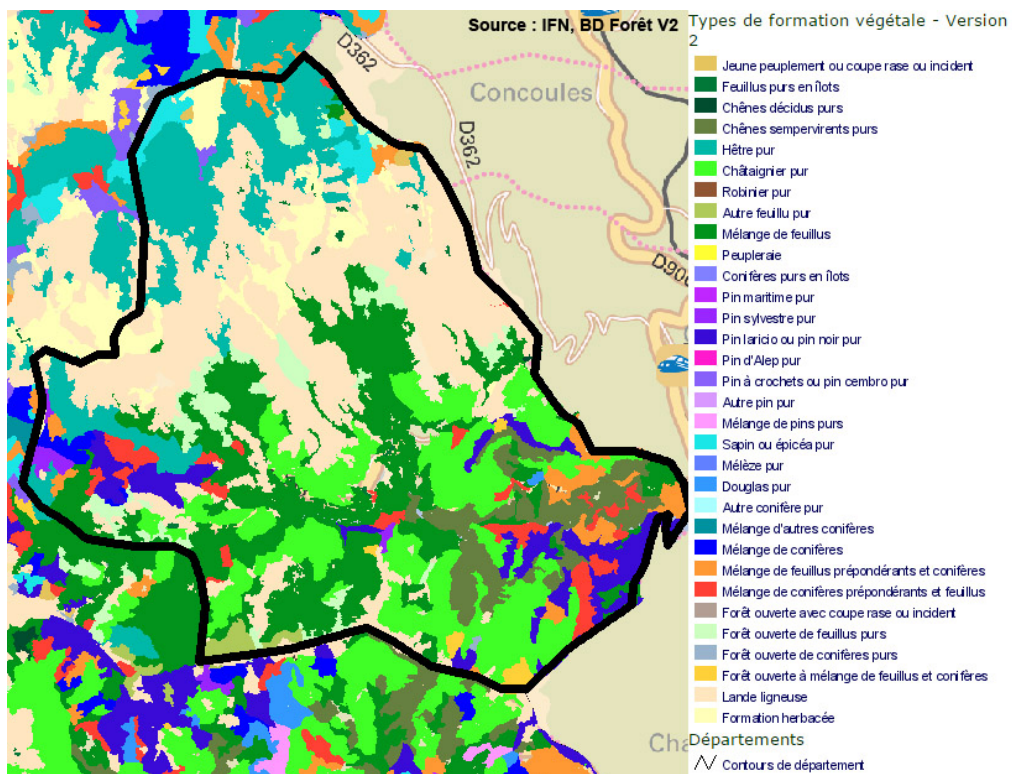 Source : IFN, BD Forêt V2
D362
Concoules
D362
D906
Cha
Types de formation végétale - Version
2
Jeune peuplement ou coupe rase ou incident
Feuillus purs en îlots
Chênes décidus purs
Chênes sempervirents purs
Hêtre pur
Châtaignier pur
Robinier pur
Autre feuillu pur
Mélange de feuillus
Peupleraie
Conifères purs en îlots
Pin maritime pur
Pin sylvestre pur
Pin laricio ou pin noir pur
Pin d'Alep pur
Pin à crochets ou pin cembro pur
Autre pin pur
Mélange de pins purs
Sapin ou épicéa pur
Mélèze pur
Douglas pur
Autre conifère pur
Mélange d'autres conifères
Mélange de conifères
Mélange de feuillus prépondérants et conifères
Mélange de conifères prépondérants et feuillus
Forêt ouverte avec coupe rase ou incident
Forêt ouverte de feuillus purs
Forêt ouverte de conifères purs
Forêt ouverte à mélange de feuillus et conifères
Lande ligneuse
Formation herbacée
Départements
Contours de département